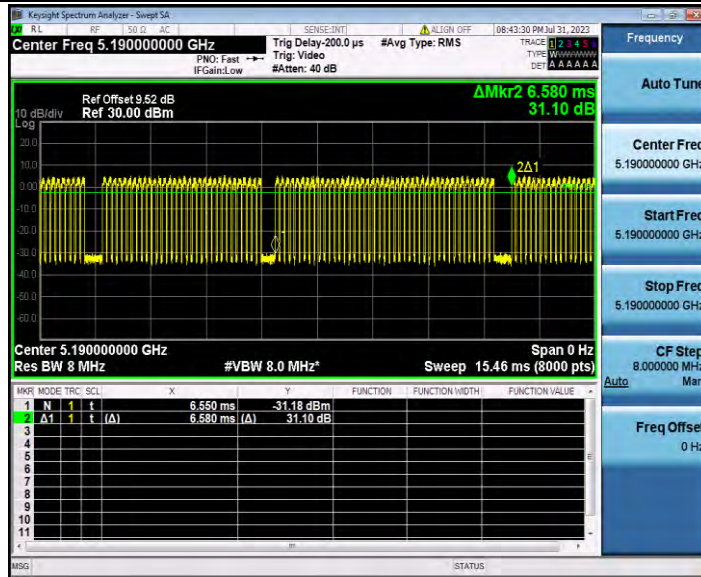 Keysight Spectrum Analyzer - Swept SA
RL RF 50 Ω AC SENSE:INT ALIGN OFF 08:43:30 PM Jul 31, 2023
Center Freq 5.190000000 GHz
PNO: Fast
IFGain:Low
Trig Delay-200.0 µs
Trig: Video
#Atten: 40 dB
#Avg Type: RMS
TRACE 1 2 3 4 5 6
TYPE W
DET A A A A A A
10 dB/div
Log
Ref Offset 9.52 dB
Ref 30.00 dBm
ΔMkr2 6.580 ms
31.10 dB
20.0
0.00
-10.0
-20.0
-30.0
-40.0
-50.0
-60.0
2Δ1
Center 5.190000000 GHz
Span 0 Hz
Res BW 8 MHz
#VBW 8.0 MHz*
Sweep 15.46 ms (8000 pts)
MKR MODE TRC SCL X Y FUNCTION FUNCTION WIDTH FUNCTION VALUE
1 N 1 t 6.550 ms -31.18 dBm
2 Δ1 1 t (Δ) 6.580 ms (Δ) 31.10 dB
3
4
5
6
7
8
9
10
11
MSG
STATUS
Frequency
Auto Tune
Center Freq
5.190000000 GHz
Start Freq
5.190000000 GHz
Stop Freq
5.190000000 GHz
CF Step
8.000000 MHz
Auto Man
Freq Offset
0 Hz